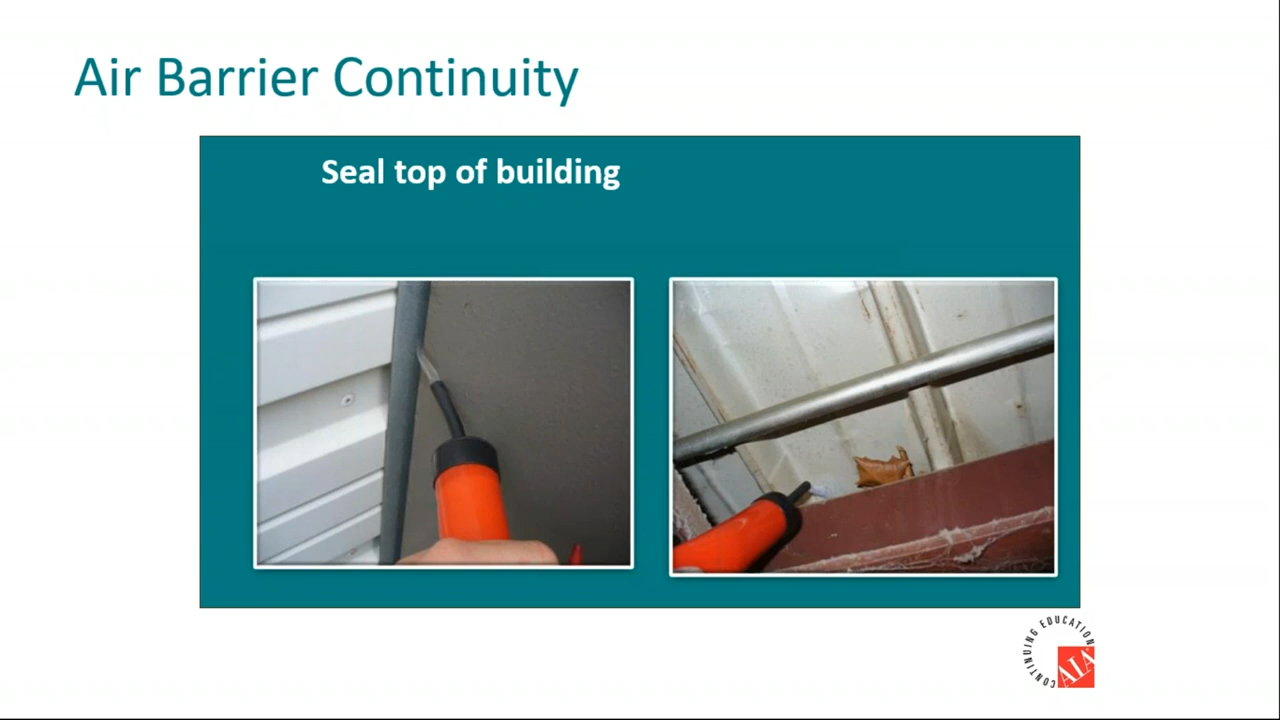 Air Barrier Continuity
Seal top of building
CONTINUING EDUCATION
AIA